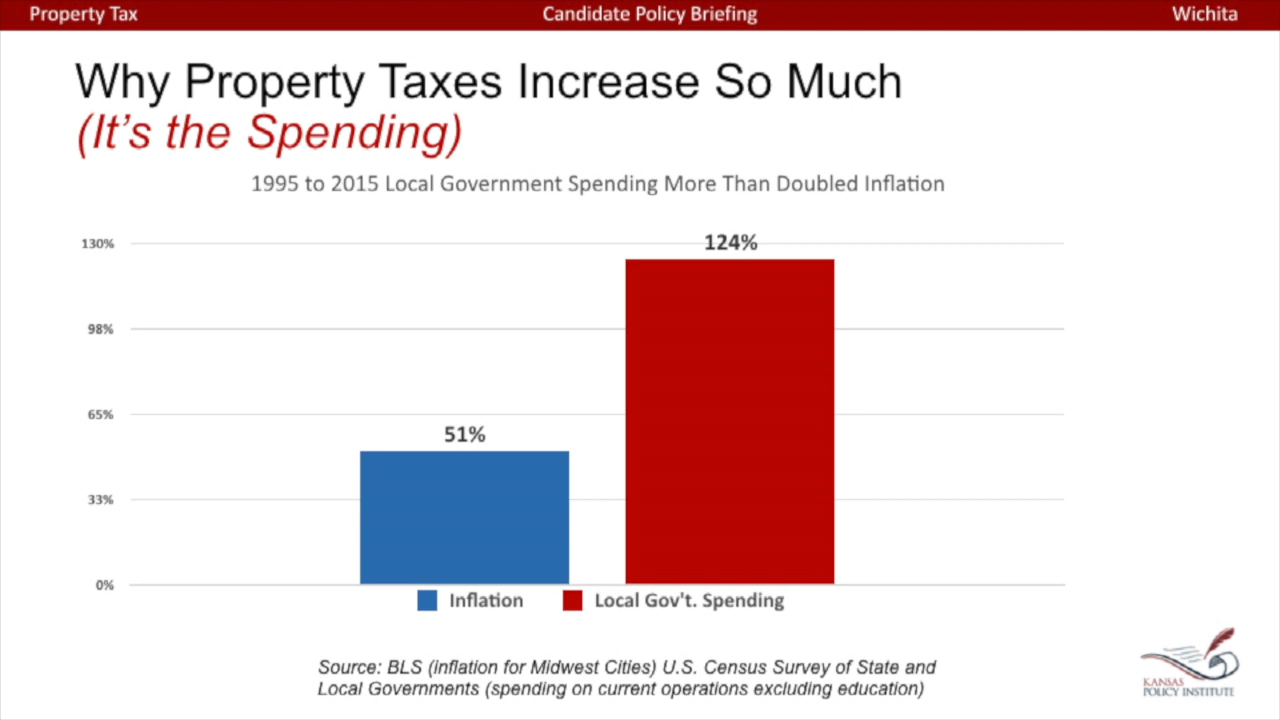 Property Tax
Candidate Policy Briefing
Wichita
Why Property Taxes Increase So Much
(It's the Spending)
1995 to 2015 Local Government Spending More Than Doubled Inflation
130%
98%
65%
33%
0%
51%
124%
Inflation
Local Gov't. Spending
Source: BLS (inflation for Midwest Cities) U.S. Census Survey of State and
Local Governments (spending on current operations excluding education)
KANSAS
POLICY INSTITUTE